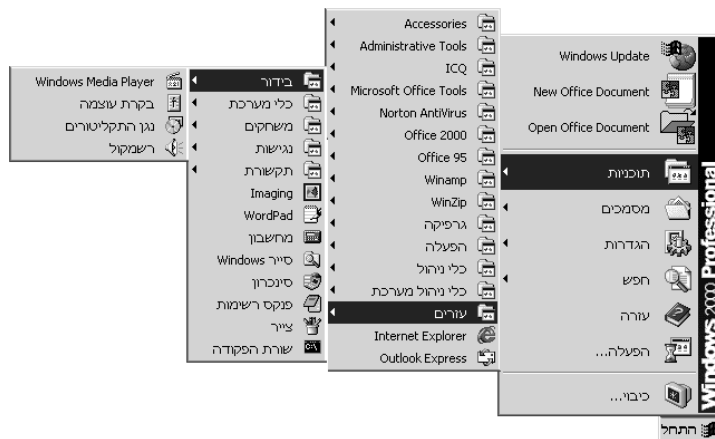 Windows Update
New Office Document
Open Office Document
תוכניות
מסמכים
הגדרות
חפש
עזרה
הפעלה...
כיבוי...
Windows 2000 Professional
התחל
Accessories
Administrative Tools
ICQ
Microsoft Office Tools
Norton AntiVirus
Office 2000
Office 95
Winamp
WinZip
גרפיקה
הפעלה
כלי ניהול
כלי ניהול מערכת
עזרים
Internet Explorer
Outlook Express
בידור
כלי מערכת
משחקים
נגישות
תקשורת
Imaging
WordPad
מחשבון
סייר Windows
סינכרון
פנקס רשימות
צייר
שורת הפקודה
Windows Media Player
בקרת עוצמה
נגן התקליטורים
רשמקול